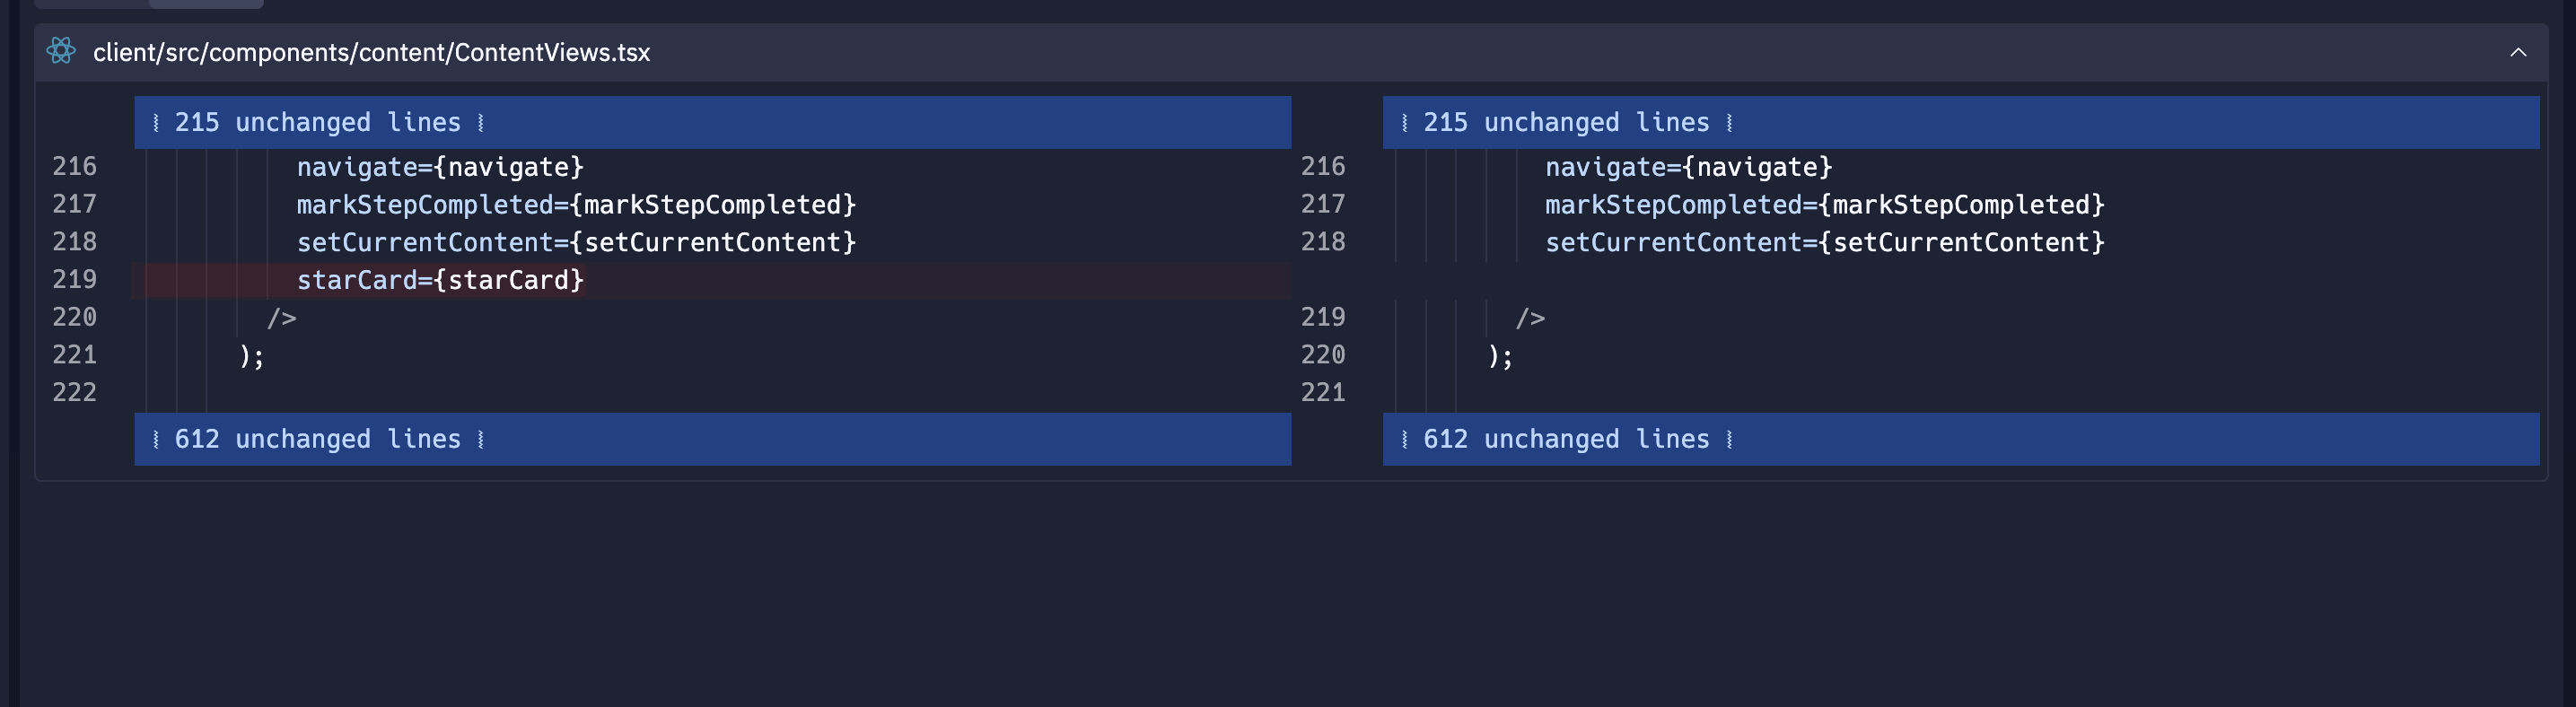 client/src/components/content/ContentViews.tsx
215 unchanged lines
216 navigate={navigate}
217 markStepCompleted={markStepCompleted}
218 setCurrentContent={setCurrentContent}
219 starCard={starCard}
220 />
221 );
222
612 unchanged lines
215 unchanged lines
216 navigate={navigate}
217 markStepCompleted={markStepCompleted}
218 setCurrentContent={setCurrentContent}
219 />
220 );
221
612 unchanged lines